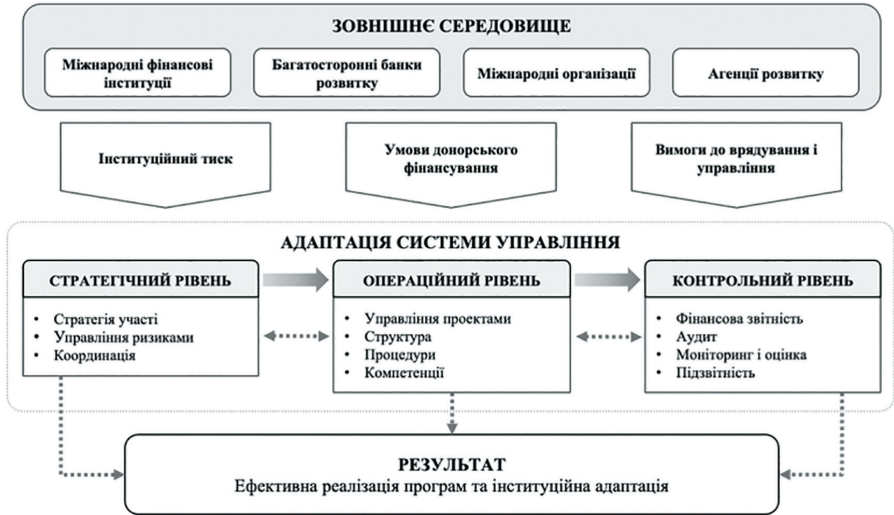 ЗОВНІШНЄ СЕРЕДОВИЩЕ
Міжнародні фінансові
інституції
Багатосторонні банки
розвитку
Міжнародні організації
Агенції розвитку
Інституційний тиск
Умови донорського
фінансування
Вимоги до врядування і
управління
АДАПТАЦІЯ СИСТЕМИ УПРАВЛІННЯ
СТРАТЕГІЧНИЙ РІВЕНЬ
• Стратегія участі
• Управління ризиками
• Координація
ОПЕРАЦІЙНИЙ РІВЕНЬ
• Управління проектами
• Структура
• Процедури
• Компетенції
КОНТРОЛЬНИЙ РІВЕНЬ
• Фінансова звітність
• Аудит
• Моніторинг і оцінка
• Підзвітність
РЕЗУЛЬТАТ
Ефективна реалізація програм та інституційна адаптація